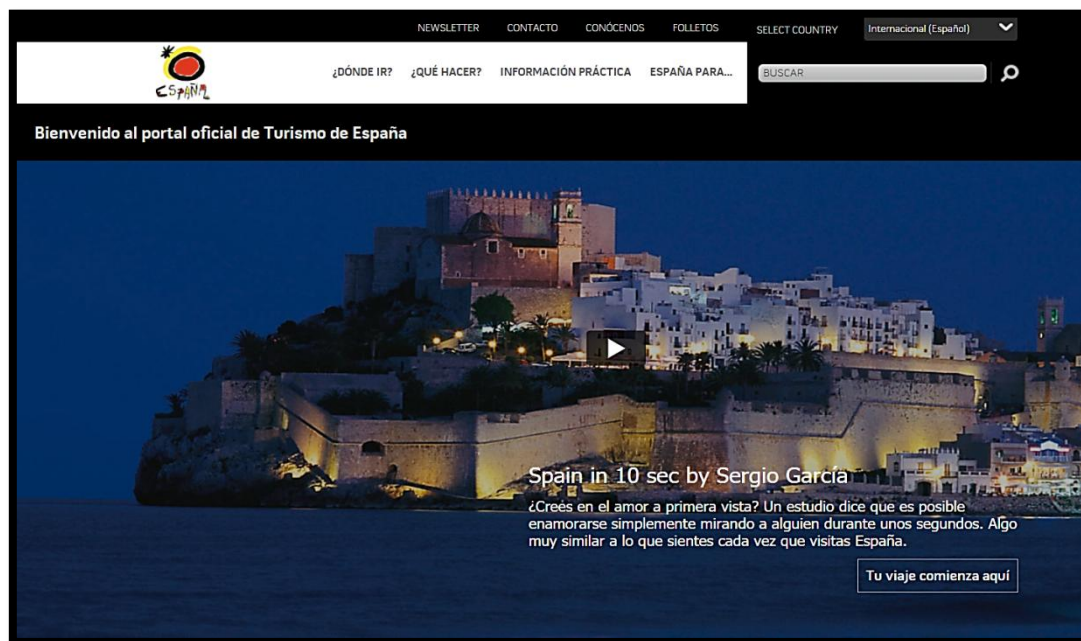 NEWSLETTER CONTACTO CONÓCENOS FOLLETOS SELECT COUNTRY Internacional (Español)
ESPAÑA
¿DÓNDE IR? ¿QUÉ HACER? INFORMACIÓN PRÁCTICA ESPAÑA PARA... BUSCAR
Bienvenido al portal oficial de Turismo de España
Spain in 10 sec by Sergio García
¿Crees en el amor a primera vista? Un estudio dice que es posible
enamorarse simplemente mirando a alguien durante unos segundos. Algo
muy similar a lo que sientes cada vez que visitas España.
Tu viaje comienza aquí